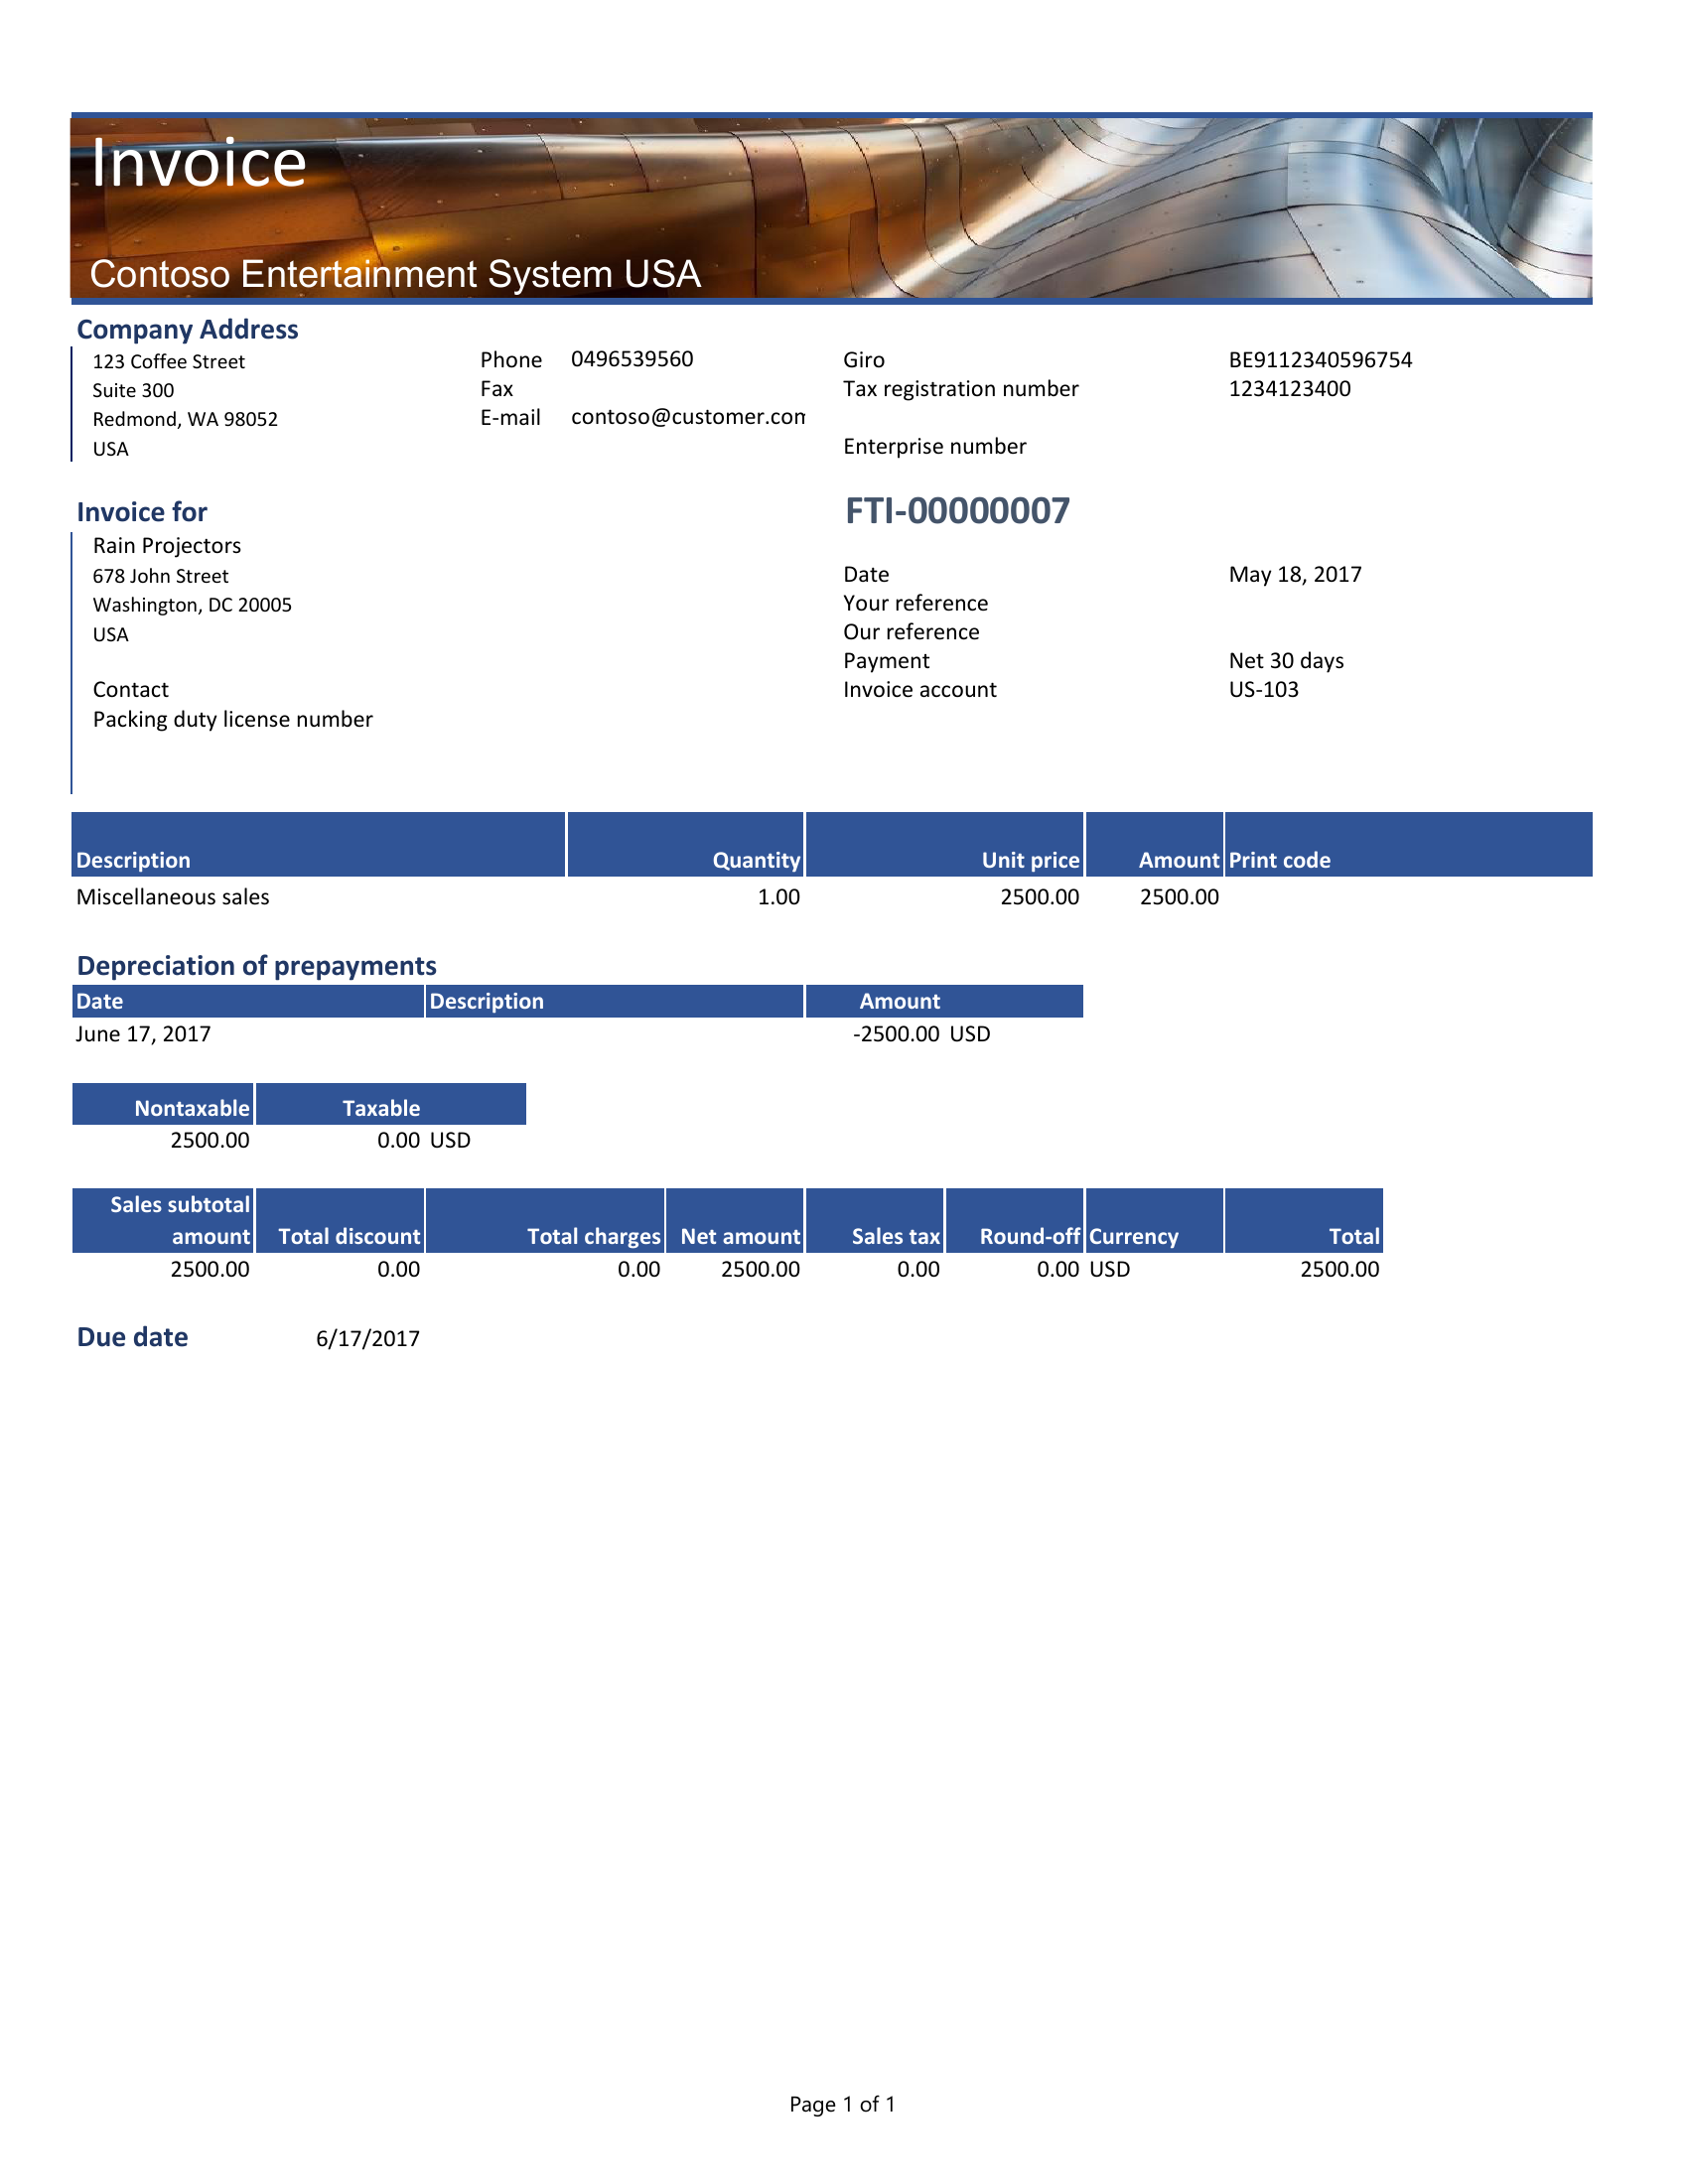 Invoice
Contoso Entertainment System USA
Company Address
123 Coffee Street
Suite 300
Redmond, WA 98052
USA
Phone 0496539560
Fax
E-mail contoso@customer.com
Giro BE9112340596754
Tax registration number 1234123400
Enterprise number
Invoice for
Rain Projectors
678 John Street
Washington, DC 20005
USA
Contact
Packing duty license number
FTI-00000007
Date May 18, 2017
Your reference
Our reference
Payment Net 30 days
Invoice account US-103
Description Quantity Unit price Amount Print code
Miscellaneous sales 1.00 2500.00 2500.00
Depreciation of prepayments
Date Description Amount
June 17, 2017 -2500.00 USD
Nontaxable Taxable
2500.00 0.00 USD
Sales subtotal
amount Total discount Total charges Net amount Sales tax Round-off Currency Total
2500.00 0.00 0.00 2500.00 0.00 0.00 USD 2500.00
Due date 6/17/2017
Page 1 of 1